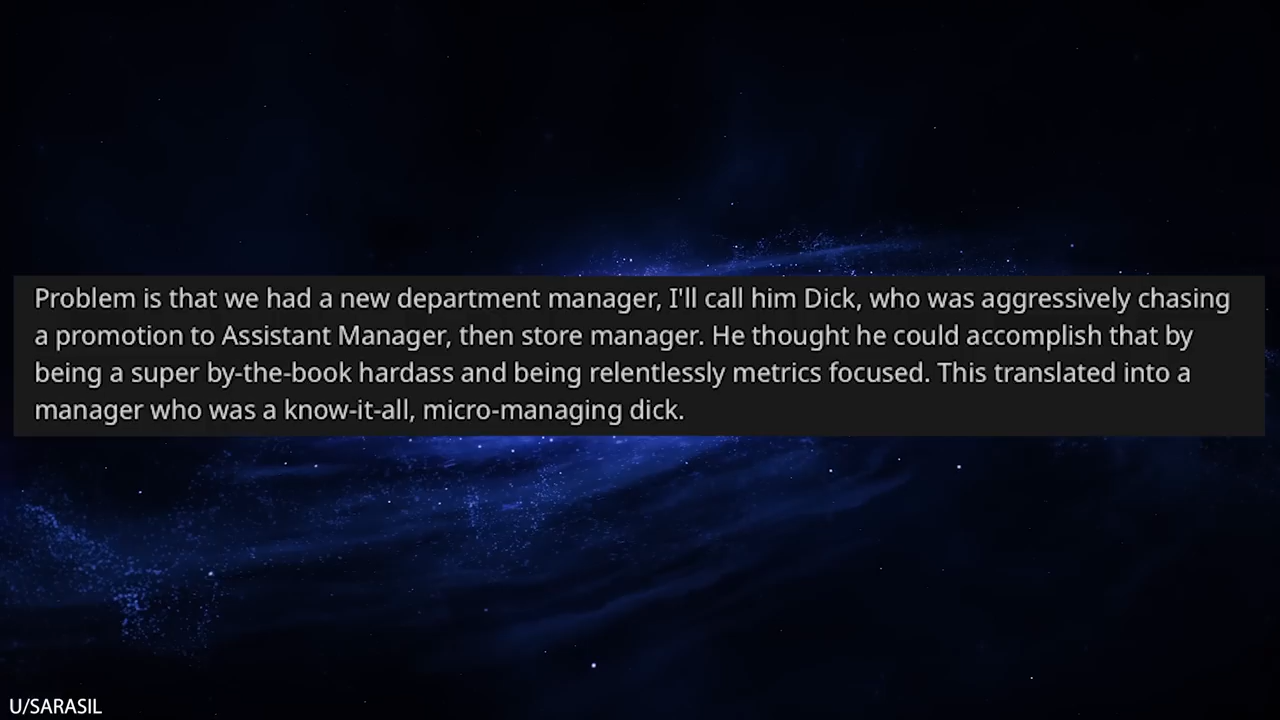 Problem is that we had a new department manager, I'll call him Dick, who was aggressively chasing
a promotion to Assistant Manager, then store manager. He thought he could accomplish that by
being a super by-the-book hardass and being relentlessly metrics focused. This translated into a
manager who was a know-it-all, micro-managing dick.
U/SARASIL